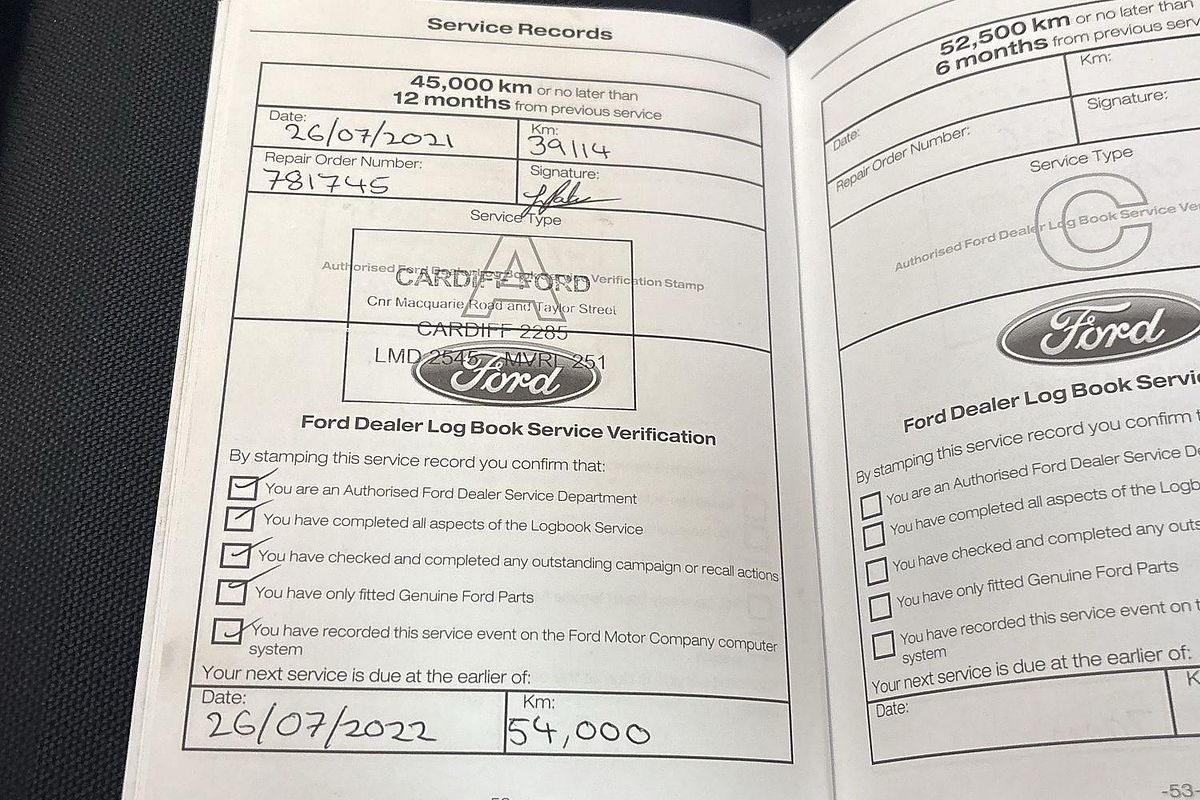 Service Records
45,000 km or no later than
12 months from previous service
Date:
26/07/2021
Km:
39114
Repair Order Number:
781745
Signature:
Service Type
A
Authorised Ford Dealer Log Book Service Verification Stamp
CARDIFF FORD
Cnr Macquarie Road and Taylor Street
CARDIFF 2285
LMD 2545 MVRL 251
Ford
Ford Dealer Log Book Service Verification
By stamping this service record you confirm that:
You are an Authorised Ford Dealer Service Department
You have completed all aspects of the Logbook Service
You have checked and completed any outstanding campaign or recall actions
You have only fitted Genuine Ford Parts
You have recorded this service event on the Ford Motor Company computer
system
Your next service is due at the earlier of:
Date:
26/07/2022
Km:
54,000
52,500 km or no later than
6 months from previous serv
Km:
Date:
Signature:
Repair Order Number:
Service Type
C
Authorised Ford Dealer Log Book Service Ver
Ford
Ford Dealer Log Book Servic
By stamping this service record you confirm t
You are an Authorised Ford Dealer Service De
You have completed all aspects of the Logb
You have checked and completed any outs
You have only fitted Genuine Ford Parts
You have recorded this service event on t
system
Your next service is due at the earlier of:
Date:
K
-53-